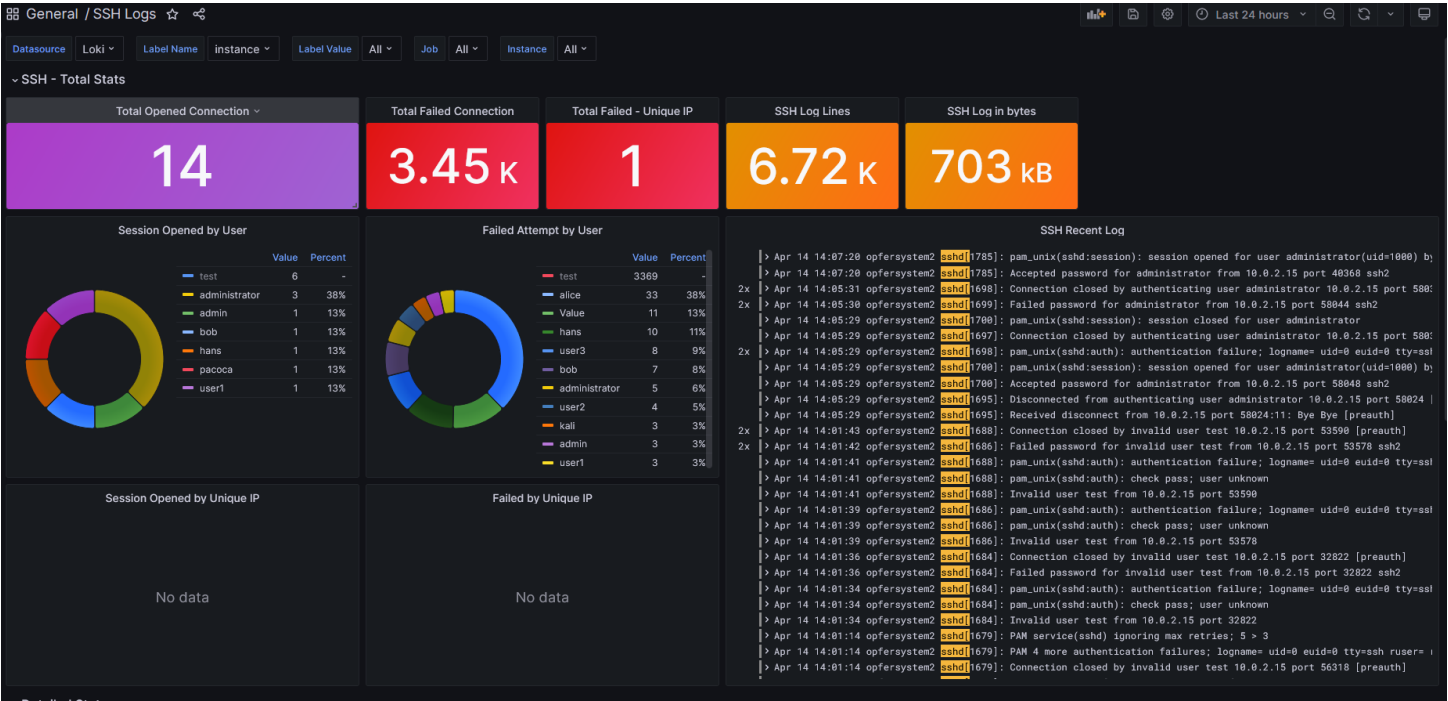 General / SSH Logs
Last 24 hours
Datasource Loki Label Name instance Label Value All Job All Instance All
SSH - Total Stats
Total Opened Connection
14
Total Failed Connection
3.45 K
Total Failed - Unique IP
1
SSH Log Lines
6.72 K
SSH Log in bytes
703 kB
Session Opened by User
Value Percent
test 6 -
administrator 3 38%
admin 1 13%
bob 1 13%
hans 1 13%
pacoca 1 13%
user1 1 13%
Failed Attempt by User
Value Percent
test 3369 -
alice 33 38%
Value 11 13%
hans 10 11%
user3 8 9%
bob 7 8%
administrator 5 6%
user2 4 5%
kali 3 3%
admin 3 3%
user1 3 3%
SSH Recent Log
> Apr 14 14:07:20 opfersystem2 sshd[1785]: pam_unix(sshd:session): session opened for user administrator(uid=1000) by
> Apr 14 14:07:20 opfersystem2 sshd[1785]: Accepted password for administrator from 10.0.2.15 port 40368 ssh2
2x > Apr 14 14:05:31 opfersystem2 sshd[1698]: Connection closed by authenticating user administrator 10.0.2.15 port 580
2x > Apr 14 14:05:30 opfersystem2 sshd[1699]: Failed password for administrator from 10.0.2.15 port 58044 ssh2
> Apr 14 14:05:29 opfersystem2 sshd[1700]: pam_unix(sshd:session): session closed for user administrator
> Apr 14 14:05:29 opfersystem2 sshd[1697]: Connection closed by authenticating user administrator 10.0.2.15 port 580
2x > Apr 14 14:05:29 opfersystem2 sshd[1698]: pam_unix(sshd:auth): authentication failure; logname= uid=0 euid=0 tty=ssh
> Apr 14 14:05:29 opfersystem2 sshd[1700]: pam_unix(sshd:session): session opened for user administrator(uid=1000) by
> Apr 14 14:05:29 opfersystem2 sshd[1700]: Accepted password for administrator from 10.0.2.15 port 58048 ssh2
> Apr 14 14:05:29 opfersystem2 sshd[1695]: Disconnected from authenticating user administrator 10.0.2.15 port 58024 [
> Apr 14 14:05:29 opfersystem2 sshd[1695]: Received disconnect from 10.0.2.15 port 58024:11: Bye Bye [preauth]
2x > Apr 14 14:01:43 opfersystem2 sshd[1688]: Connection closed by invalid user test 10.0.2.15 port 53590 [preauth]
2x > Apr 14 14:01:42 opfersystem2 sshd[1686]: Failed password for invalid user test from 10.0.2.15 port 53578 ssh2
> Apr 14 14:01:41 opfersystem2 sshd[1688]: pam_unix(sshd:auth): authentication failure; logname= uid=0 euid=0 tty=ssh
> Apr 14 14:01:41 opfersystem2 sshd[1688]: pam_unix(sshd:auth): check pass; user unknown
> Apr 14 14:01:41 opfersystem2 sshd[1688]: Invalid user test from 10.0.2.15 port 53590
> Apr 14 14:01:39 opfersystem2 sshd[1686]: pam_unix(sshd:auth): authentication failure; logname= uid=0 euid=0 tty=ssh
> Apr 14 14:01:39 opfersystem2 sshd[1686]: pam_unix(sshd:auth): check pass; user unknown
> Apr 14 14:01:39 opfersystem2 sshd[1686]: Invalid user test from 10.0.2.15 port 53578
> Apr 14 14:01:36 opfersystem2 sshd[1684]: Connection closed by invalid user test 10.0.2.15 port 32822 [preauth]
> Apr 14 14:01:36 opfersystem2 sshd[1684]: Failed password for invalid user test from 10.0.2.15 port 32822 ssh2
> Apr 14 14:01:34 opfersystem2 sshd[1684]: pam_unix(sshd:auth): authentication failure; logname= uid=0 euid=0 tty=ssh
> Apr 14 14:01:34 opfersystem2 sshd[1684]: pam_unix(sshd:auth): check pass; user unknown
> Apr 14 14:01:34 opfersystem2 sshd[1684]: Invalid user test from 10.0.2.15 port 32822
> Apr 14 14:01:14 opfersystem2 sshd[1679]: PAM service(sshd) ignoring max retries; 5 > 3
> Apr 14 14:01:14 opfersystem2 sshd[1679]: PAM 4 more authentication failures; logname= uid=0 euid=0 tty=ssh ruser=
> Apr 14 14:01:14 opfersystem2 sshd[1679]: Connection closed by invalid user test 10.0.2.15 port 56318 [preauth]
Session Opened by Unique IP
No data
Failed by Unique IP
No data